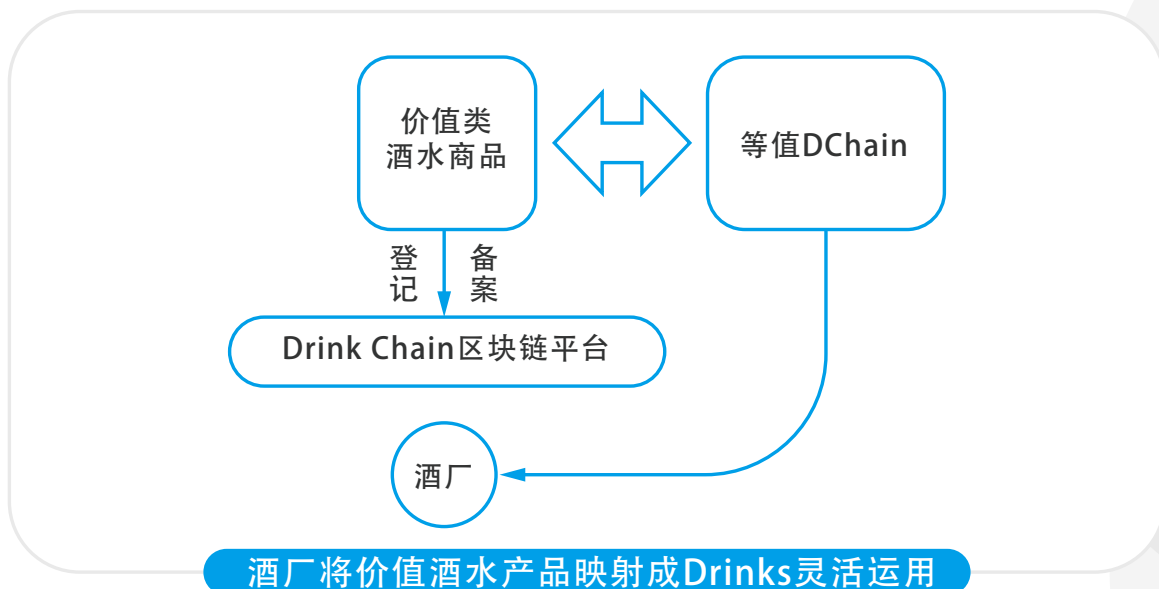 价值类
酒水商品
等值DChain
登记
备案
Drink Chain区块链平台
酒厂
酒厂将价值酒水产品映射成Drinks灵活运用